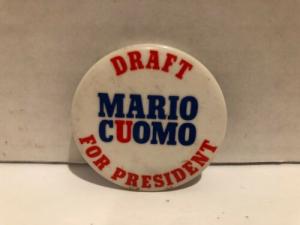 DRAFT
MARIO
CUOMO
FOR PRESIDENT